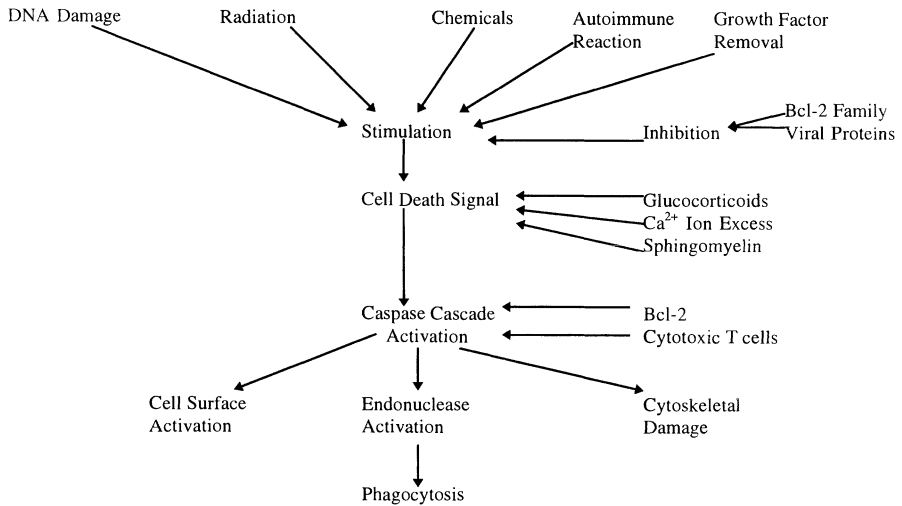 DNA Damage
Radiation
Chemicals
Autoimmune
Reaction
Growth Factor
Removal
Bcl-2 Family
Viral Proteins
Stimulation
Inhibition
Cell Death Signal
Glucocorticoids
Ca²⁺ Ion Excess
Sphingomyelin
Caspase Cascade
Activation
Bcl-2
Cytotoxic T cells
Cell Surface
Activation
Endonuclease
Activation
Cytoskeletal
Damage
Phagocytosis